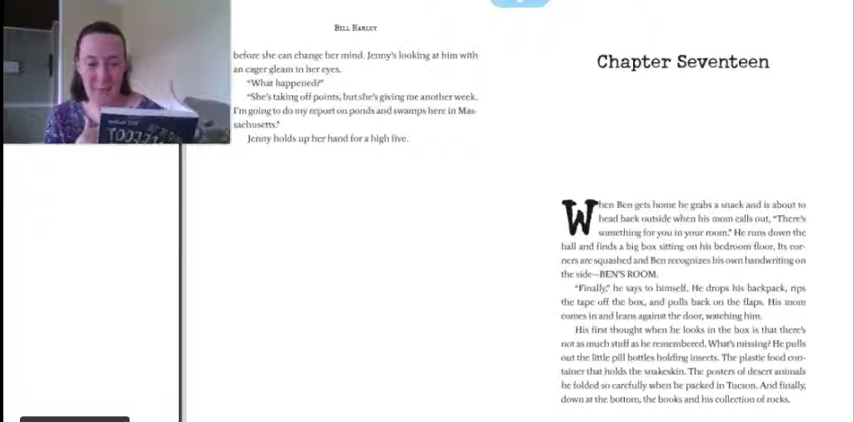 BILL HARLEY
before she can change her mind. Jenny's looking at him with
an eager gleam in her eyes.
"What happened?"
"She's taking off points, but she's giving me another week.
I'm going to do my report on ponds and swamps here in Mas-
sachusetts."
Jenny holds up her hand for a high five.
Chapter Seventeen
When Ben gets home he grabs a snack and is about to
head back outside when his mom calls out, "There's
something for you in your room." He runs down the
hall and finds a big box sitting on his bedroom floor. Its cor-
ners are squashed and Ben recognizes his own handwriting on
the side—BEN'S ROOM.
"Finally," he says to himself. He drops his backpack, rips
the tape off the box, and pulls back on the flaps. His mom
comes in and leans against the door, watching him.
His first thought when he looks in the box is that there's
not as much stuff as he remembered. What's missing? He pulls
out the little pill bottles holding insects. The plastic food con-
tainer that holds the snakeskin. The posters of desert animals
he folded so carefully when he packed in Tucson. And finally,
down at the bottom, the books and his collection of rocks.